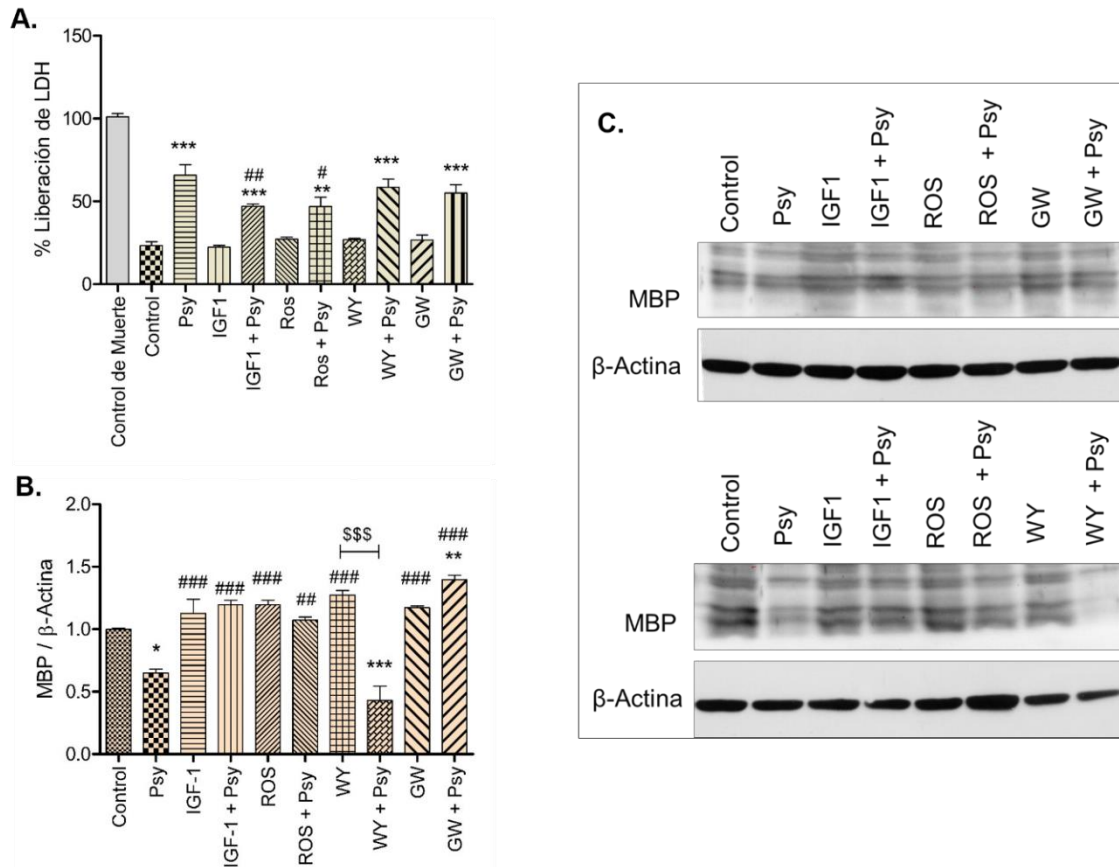 A.
150
100
50
0
% Liberación de LDH
***
##
***
#
**
***
***
Control de Muerte
Control
Psy
IGF1
IGF1 + Psy
Ros
Ros + Psy
WY
WY + Psy
GW
GW + Psy
B.
2.0
1.5
1.0
0.5
0.0
MBP / β-Actina
*
###
###
###
##
###
$$$
***
###
###
**
Control
Psy
IGF-1
IGF-1 + Psy
ROS
ROS + Psy
WY
WY + Psy
GW
GW + Psy
C.
Control
Psy
IGF1
IGF1 + Psy
ROS
ROS + Psy
GW
GW + Psy
MBP
β-Actina
Control
Psy
IGF1
IGF1 + Psy
ROS
ROS + Psy
WY
WY + Psy
MBP
β-Actina